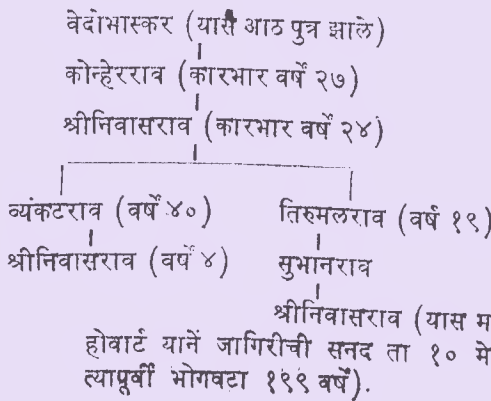 वेदोभास्कर (यास आठ पुत्र झाले)
कोन्हेरराव (कारभार वर्षें २७)
श्रीनिवासराव (कारभार वर्षें २४)
व्यंकटराव (वर्षें ४०) तिरुमलराव (वर्षें १९)
श्रीनिवासराव (वर्षें ४) सुभानराव
श्रीनिवासराव (यास म
होवार्ट यानें जागिरीची सनद ता १० मे
त्यापूर्वी भोगवटा १९९ वर्षें).